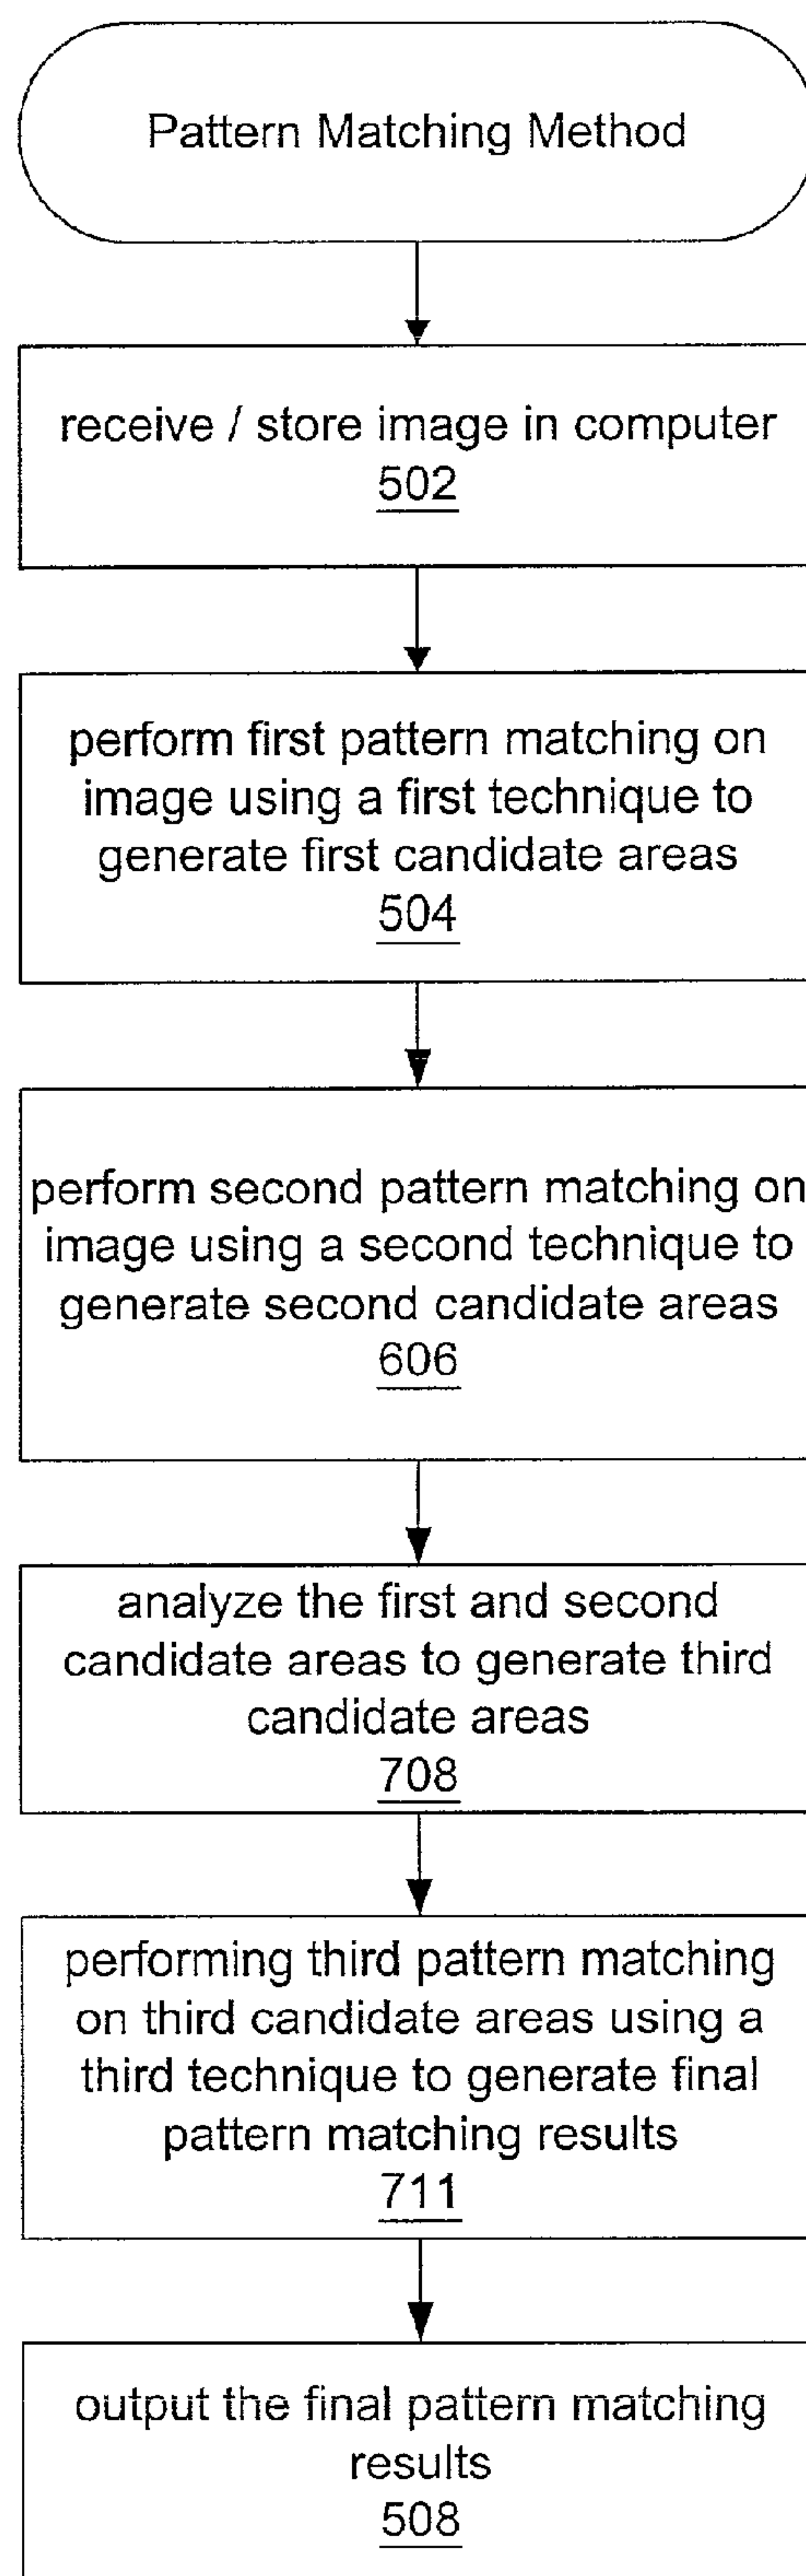 Pattern Matching Method
receive / store image in computer
502
perform first pattern matching on
image using a first technique to
generate first candidate areas
504
perform second pattern matching on
image using a second technique to
generate second candidate areas
606
analyze the first and second
candidate areas to generate third
candidate areas
708
performing third pattern matching
on third candidate areas using a
third technique to generate final
pattern matching results
711
output the final pattern matching
results
508